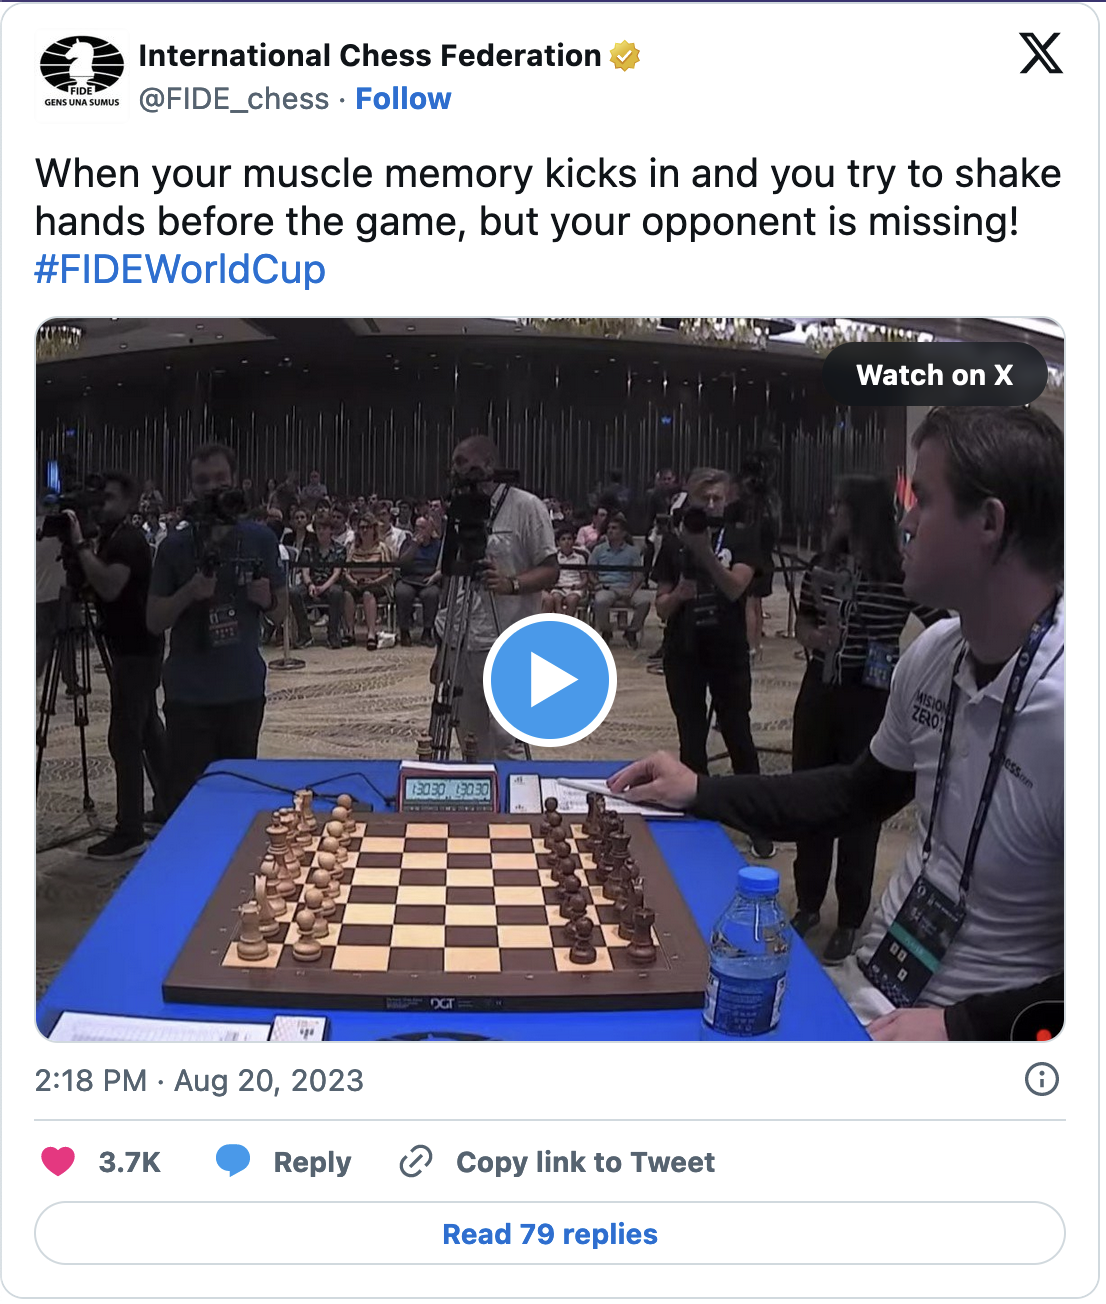 International Chess Federation
FIDE
GENS UNA SUMUS
@FIDE_chess · Follow
When your muscle memory kicks in and you try to shake
hands before the game, but your opponent is missing!
#FIDEWorldCup
Watch on X
MISSION
ZERO
1:30:30 1:30:30
DGT
2:18 PM · Aug 20, 2023
3.7K Reply Copy link to Tweet
Read 79 replies